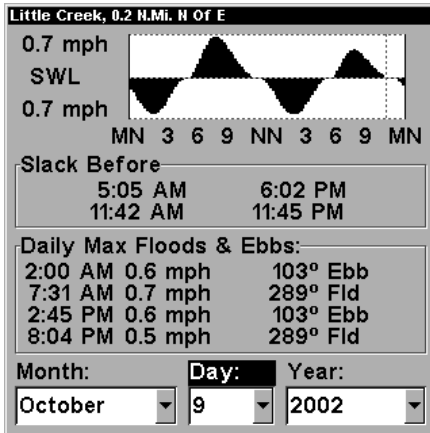 Little Creek, 0.2 N.Mi. N Of E
0.7 mph
SWL
0.7 mph
MN 3 6 9 NN 3 6 9 MN
Slack Before
5:05 AM 6:02 PM
11:42 AM 11:45 PM
Daily Max Floods & Ebbs:
2:00 AM 0.6 mph 103º Ebb
7:31 AM 0.7 mph 289º Fld
2:45 PM 0.6 mph 103º Ebb
8:04 PM 0.5 mph 289º Fld
Month: Day: Year:
October 9 2002